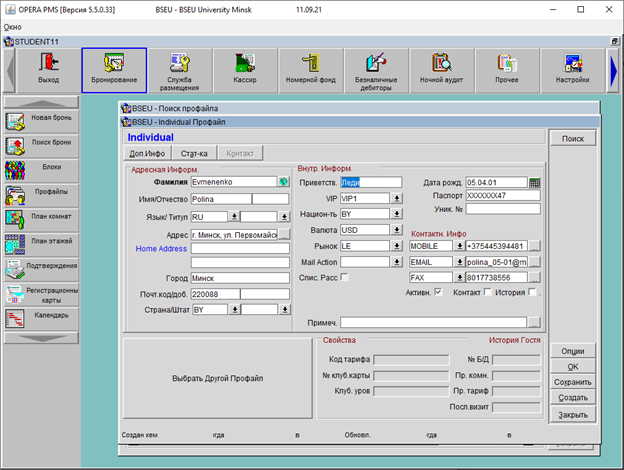 OPERA PMS [Версия 5.5.0.33] BSEU - BSEU University Minsk 11.09.21
Окно
STUDENT11
Выход Бронирование Служба размещения Кассир Номерной фонд Безналичные дебиторы Ночной аудит Прочее Настройки
Новая бронь
Поиск брони
Блоки
Профайлы
План комнат
План этажей
Подтверждения
Регистрационны карты
Календарь
BSEU - Поиск профайла
BSEU - Individual Профайл
Individual
Поиск
Доп.Инфо Стат-ка Контакт
Адресная Информ. Внутр. Информ.
Фамилия Evmenenko Приветств. Леди Дата рожд. 05.04.01
Имя/Отчество Polina VIP VIP1 Паспорт XXXXXX47
Язык/ Титул RU Национ-ть BY Уник. №
Адрес г. Минск, ул. Первомайск ... Валюта USD Контактн. Инфо
Home Address Рынок LE MOBILE +375445394481 ...
Mail Action EMAIL polina_05-01@m ...
Город Минск Спис. Расс FAX 8017738556 ...
Почт.код/доб. 220088 Активн. Контакт История .
Страна/Штат BY
Примеч. ...
Выбрать Другой Профайл
Свойства История Гостя
Код тарифа № Б/Д
№ клуб.карты Пр. комн.
Клуб. уров Пр. тариф
Посл.визит
Опции
OK
Сохранить
Создать
Закрыть
Создан кем гда в Обновл. гда в